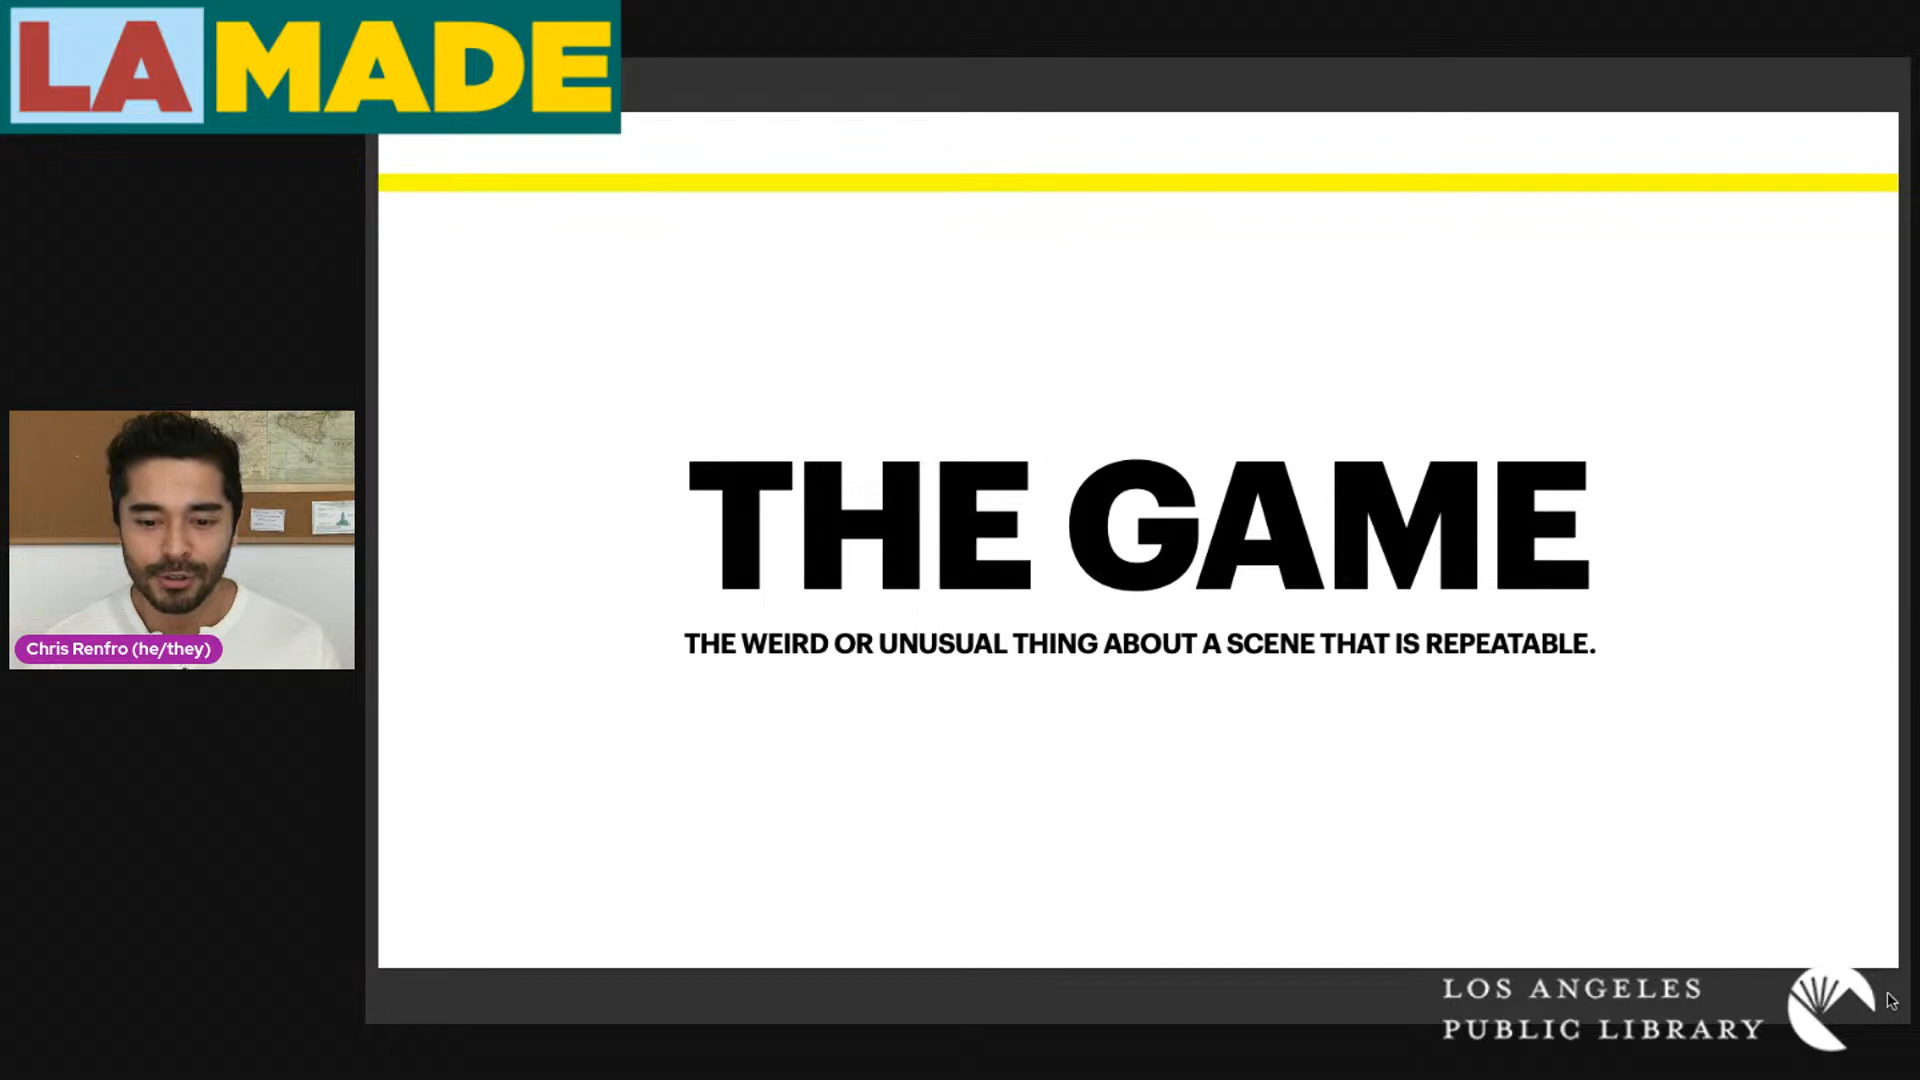 LA MADE
THE GAME
THE WEIRD OR UNUSUAL THING ABOUT A SCENE THAT IS REPEATABLE.
Chris Renfro (he/they)
LOS ANGELES
PUBLIC LIBRARY